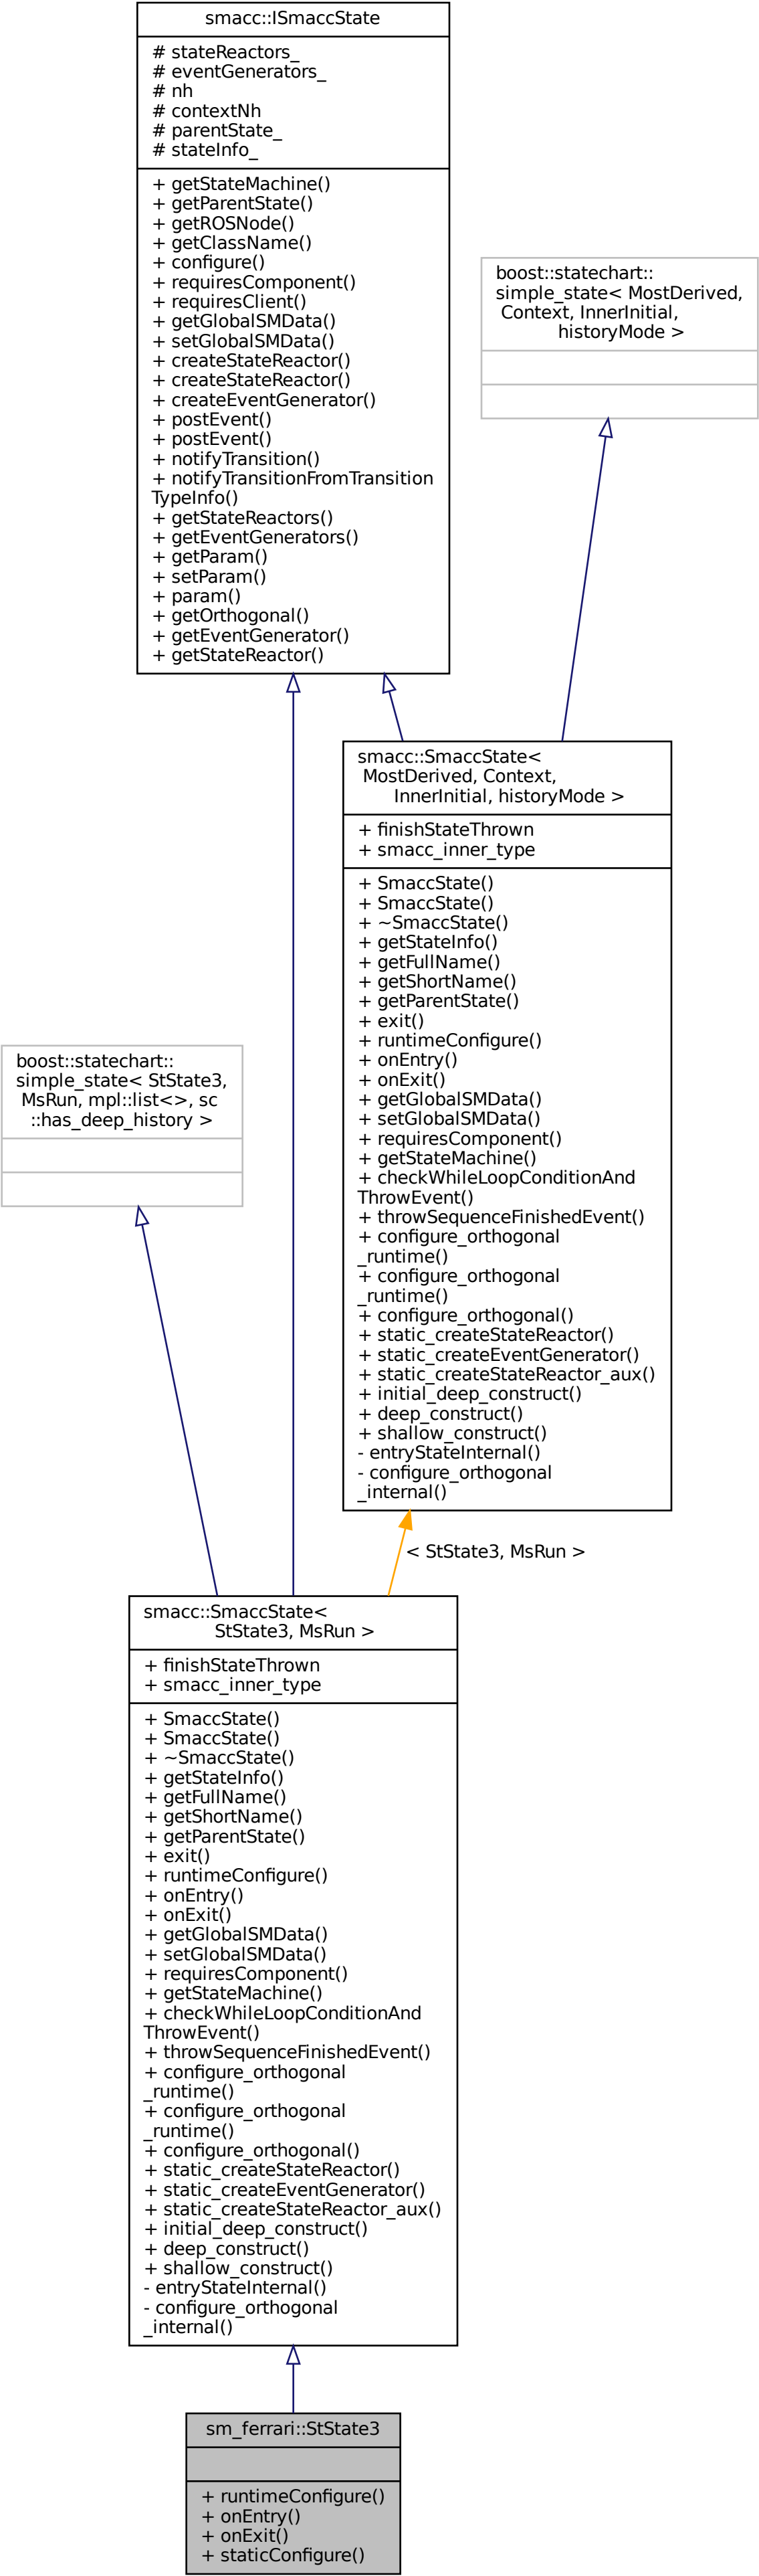 smacc::ISmaccState
# stateReactors_
# eventGenerators_
# nh
# contextNh
# parentState_
# stateInfo_
+ getStateMachine()
+ getParentState()
+ getROSNode()
+ getClassName()
+ configure()
+ requiresComponent()
+ requiresClient()
+ getGlobalSMData()
+ setGlobalSMData()
+ createStateReactor()
+ createStateReactor()
+ createEventGenerator()
+ postEvent()
+ postEvent()
+ notifyTransition()
+ notifyTransitionFromTransition
TypeInfo()
+ getStateReactors()
+ getEventGenerators()
+ getParam()
+ setParam()
+ param()
+ getOrthogonal()
+ getEventGenerator()
+ getStateReactor()
boost::statechart::
simple_state< MostDerived,
Context, InnerInitial,
historyMode >
smacc::SmaccState<
MostDerived, Context,
InnerInitial, historyMode >
+ finishStateThrown
+ smacc_inner_type
+ SmaccState()
+ SmaccState()
+ ~SmaccState()
+ getStateInfo()
+ getFullName()
+ getShortName()
+ getParentState()
+ exit()
+ runtimeConfigure()
+ onEntry()
+ onExit()
+ getGlobalSMData()
+ setGlobalSMData()
+ requiresComponent()
+ getStateMachine()
+ checkWhileLoopConditionAnd
ThrowEvent()
+ throwSequenceFinishedEvent()
+ configure_orthogonal
_runtime()
+ configure_orthogonal
_runtime()
+ configure_orthogonal()
+ static_createStateReactor()
+ static_createEventGenerator()
+ static_createStateReactor_aux()
+ initial_deep_construct()
+ deep_construct()
+ shallow_construct()
- entryStateInternal()
- configure_orthogonal
_internal()
boost::statechart::
simple_state< StState3,
MsRun, mpl::list<>, sc
::has_deep_history >
< StState3, MsRun >
smacc::SmaccState<
StState3, MsRun >
+ finishStateThrown
+ smacc_inner_type
+ SmaccState()
+ SmaccState()
+ ~SmaccState()
+ getStateInfo()
+ getFullName()
+ getShortName()
+ getParentState()
+ exit()
+ runtimeConfigure()
+ onEntry()
+ onExit()
+ getGlobalSMData()
+ setGlobalSMData()
+ requiresComponent()
+ getStateMachine()
+ checkWhileLoopConditionAnd
ThrowEvent()
+ throwSequenceFinishedEvent()
+ configure_orthogonal
_runtime()
+ configure_orthogonal
_runtime()
+ configure_orthogonal()
+ static_createStateReactor()
+ static_createEventGenerator()
+ static_createStateReactor_aux()
+ initial_deep_construct()
+ deep_construct()
+ shallow_construct()
- entryStateInternal()
- configure_orthogonal
_internal()
sm_ferrari::StState3
+ runtimeConfigure()
+ onEntry()
+ onExit()
+ staticConfigure()